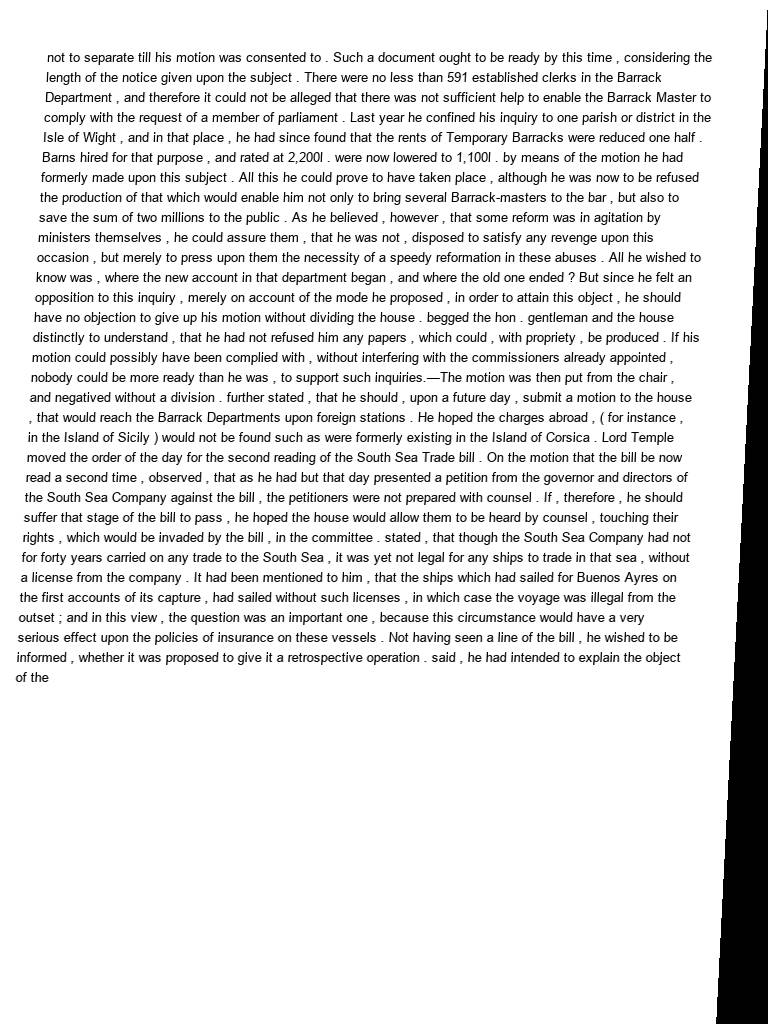 not to separate till his motion was consented to . Such a document ought to be ready by this time , considering the
length of the notice given upon the subject . There were no less than 591 established clerks in the Barrack
Department , and therefore it could not be alleged that there was not sufficient help to enable the Barrack Master to
comply with the request of a member of parliament . Last year he confined his inquiry to one parish or district in the
Isle of Wight , and in that place , he had since found that the rents of Temporary Barracks were reduced one half .
Barns hired for that purpose , and rated at 2,200l . were now lowered to 1,100l . by means of the motion he had
formerly made upon this subject . All this he could prove to have taken place , although he was now to be refused
the production of that which would enable him not only to bring several Barrack-masters to the bar , but also to
save the sum of two millions to the public . As he believed , however , that some reform was in agitation by
ministers themselves , he could assure them , that he was not , disposed to satisfy any revenge upon this
occasion , but merely to press upon them the necessity of a speedy reformation in these abuses . All he wished to
know was , where the new account in that department began , and where the old one ended ? But since he felt an
opposition to this inquiry , merely on account of the mode he proposed , in order to attain this object , he should
have no objection to give up his motion without dividing the house . begged the hon . gentleman and the house
distinctly to understand , that he had not refused him any papers , which could , with propriety , be produced . If his
motion could possibly have been complied with , without interfering with the commissioners already appointed ,
nobody could be more ready than he was , to support such inquiries.—The motion was then put from the chair ,
and negatived without a division . further stated , that he should , upon a future day , submit a motion to the house
, that would reach the Barrack Departments upon foreign stations . He hoped the charges abroad , ( for instance ,
in the Island of Sicily ) would not be found such as were formerly existing in the Island of Corsica . Lord Temple
moved the order of the day for the second reading of the South Sea Trade bill . On the motion that the bill be now
read a second time , observed , that as he had but that day presented a petition from the governor and directors of
the South Sea Company against the bill , the petitioners were not prepared with counsel . If , therefore , he should
suffer that stage of the bill to pass , he hoped the house would allow them to be heard by counsel , touching their
rights , which would be invaded by the bill , in the committee . stated , that though the South Sea Company had not
for forty years carried on any trade to the South Sea , it was yet not legal for any ships to trade in that sea , without
a license from the company . It had been mentioned to him , that the ships which had sailed for Buenos Ayres on
the first accounts of its capture , had sailed without such licenses , in which case the voyage was illegal from the
outset ; and in this view , the question was an important one , because this circumstance would have a very
serious effect upon the policies of insurance on these vessels . Not having seen a line of the bill , he wished to be
informed , whether it was proposed to give it a retrospective operation . said , he had intended to explain the object
of the